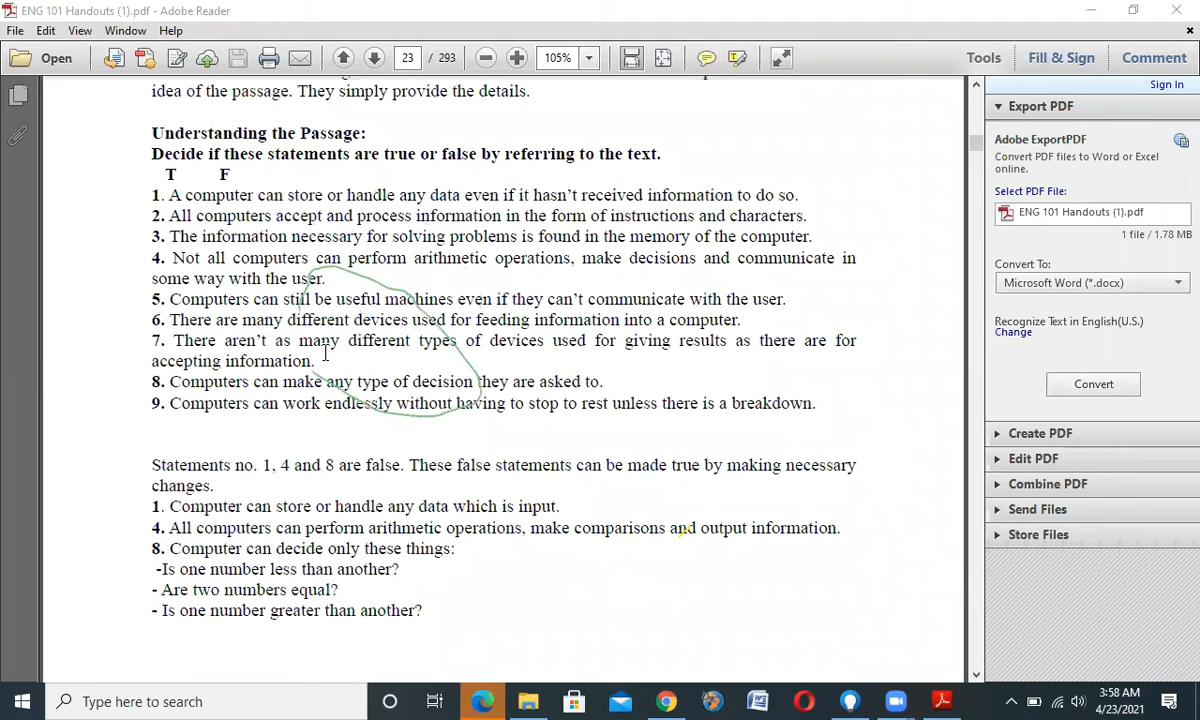 ENG 101 Handouts (1).pdf - Adobe Reader
File Edit View Window Help
Open 23 / 293 105% Tools Fill & Sign Comment
Sign In
idea of the passage. They simply provide the details.
Understanding the Passage:
Decide if these statements are true or false by referring to the text.
T F
1. A computer can store or handle any data even if it hasn't received information to do so.
2. All computers accept and process information in the form of instructions and characters.
3. The information necessary for solving problems is found in the memory of the computer.
4. Not all computers can perform arithmetic operations, make decisions and communicate in
some way with the user.
5. Computers can still be useful machines even if they can't communicate with the user.
6. There are many different devices used for feeding information into a computer.
7. There aren't as many different types of devices used for giving results as there are for
accepting information.
8. Computers can make any type of decision they are asked to.
9. Computers can work endlessly without having to stop to rest unless there is a breakdown.
Statements no. 1, 4 and 8 are false. These false statements can be made true by making necessary
changes.
1. Computer can store or handle any data which is input.
4. All computers can perform arithmetic operations, make comparisons and output information.
8. Computer can decide only these things:
-Is one number less than another?
- Are two numbers equal?
- Is one number greater than another?
Export PDF
Adobe ExportPDF
Convert PDF files to Word or Excel
online.
Select PDF File:
ENG 101 Handouts (1).pdf
1 file / 1.78 MB
Convert To:
Microsoft Word (*.docx)
Recognize Text in English(U.S.)
Change
Convert
Create PDF
Edit PDF
Combine PDF
Send Files
Store Files
Type here to search
3:58 AM
4/23/2021